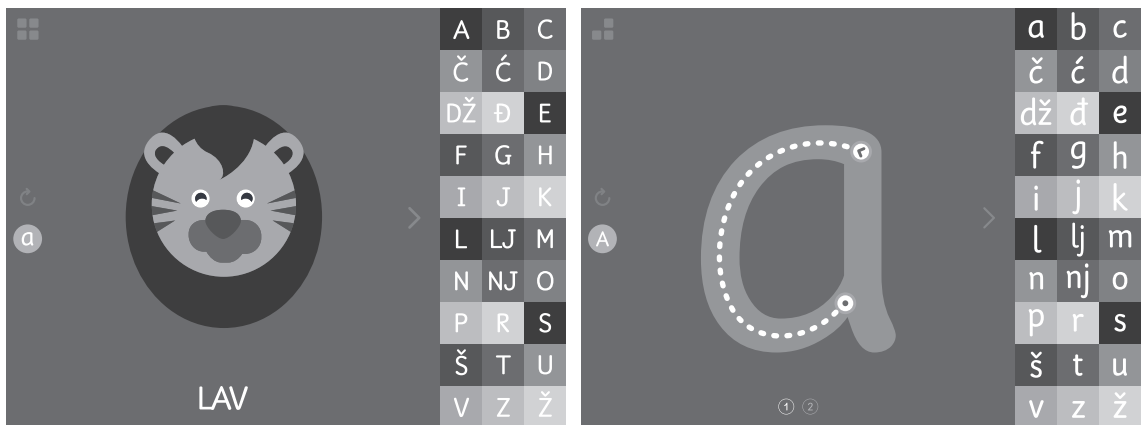 A B C
Č Ć D
DŽ Đ E
F G H
I J K
a
L LJ M
N NJ O
P R S
Š T U
V Z Ž
LAV
a b c
č ć d
dž đ e
f g h
i j k
A
l lj m
n nj o
p r s
š t u
v z ž
a
1 2